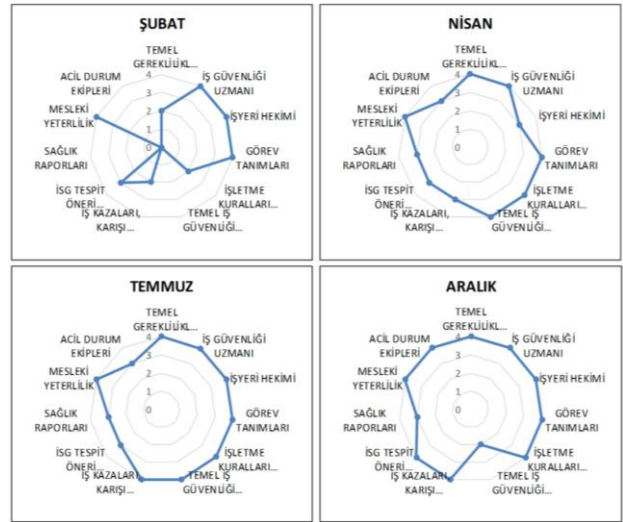 ŞUBAT
TEMEL
GEREKLİLİKL...
İŞ GÜVENLİĞİ
UZMANI
İŞYERİ HEKİMİ
GÖREV
TANIMLARI
İŞLETME
KURALLARI...
TEMEL İŞ
GÜVENLİĞİ...
İŞ KAZALARI,
KARIŞI...
İSG TESPİT
ÖNERİ...
SAĞLIK
RAPORLARI
MESLEKİ
YETERLİLİK
ACİL DURUM
EKİPLERİ
4
3
2
1
0
NİSAN
TEMEL
GEREKLİLİKL...
İŞ GÜVENLİĞİ
UZMANI
İŞYERİ HEKİMİ
GÖREV
TANIMLARI
İŞLETME
KURALLARI...
TEMEL İŞ
GÜVENLİĞİ...
İŞ KAZALARI,
KARIŞI...
İSG TESPİT
ÖNERİ...
SAĞLIK
RAPORLARI
MESLEKİ
YETERLİLİK
ACİL DURUM
EKİPLERİ
4
3
2
1
0
TEMMUZ
TEMEL
GEREKLİLİKL...
İŞ GÜVENLİĞİ
UZMANI
İŞYERİ HEKİMİ
GÖREV
TANIMLARI
İŞLETME
KURALLARI...
TEMEL İŞ
GÜVENLİĞİ...
İŞ KAZALARI,
KARIŞI...
İSG TESPİT
ÖNERİ...
SAĞLIK
RAPORLARI
MESLEKİ
YETERLİLİK
ACİL DURUM
EKİPLERİ
4
3
2
1
0
ARALIK
TEMEL
GEREKLİLİKL...
İŞ GÜVENLİĞİ
UZMANI
İŞYERİ HEKİMİ
GÖREV
TANIMLARI
İŞLETME
KURALLARI...
TEMEL İŞ
GÜVENLİĞİ...
İŞ KAZALARI,
KARIŞI...
İSG TESPİT
ÖNERİ...
SAĞLIK
RAPORLARI
MESLEKİ
YETERLİLİK
ACİL DURUM
EKİPLERİ
4
3
2
1
0